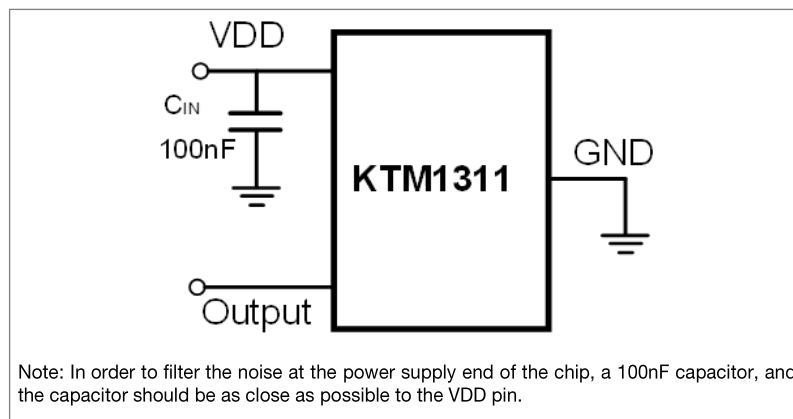 VDD
CIN
100nF
KTM1311
GND
Output
Note: In order to filter the noise at the power supply end of the chip, a 100nF capacitor, and
the capacitor should be as close as possible to the VDD pin.